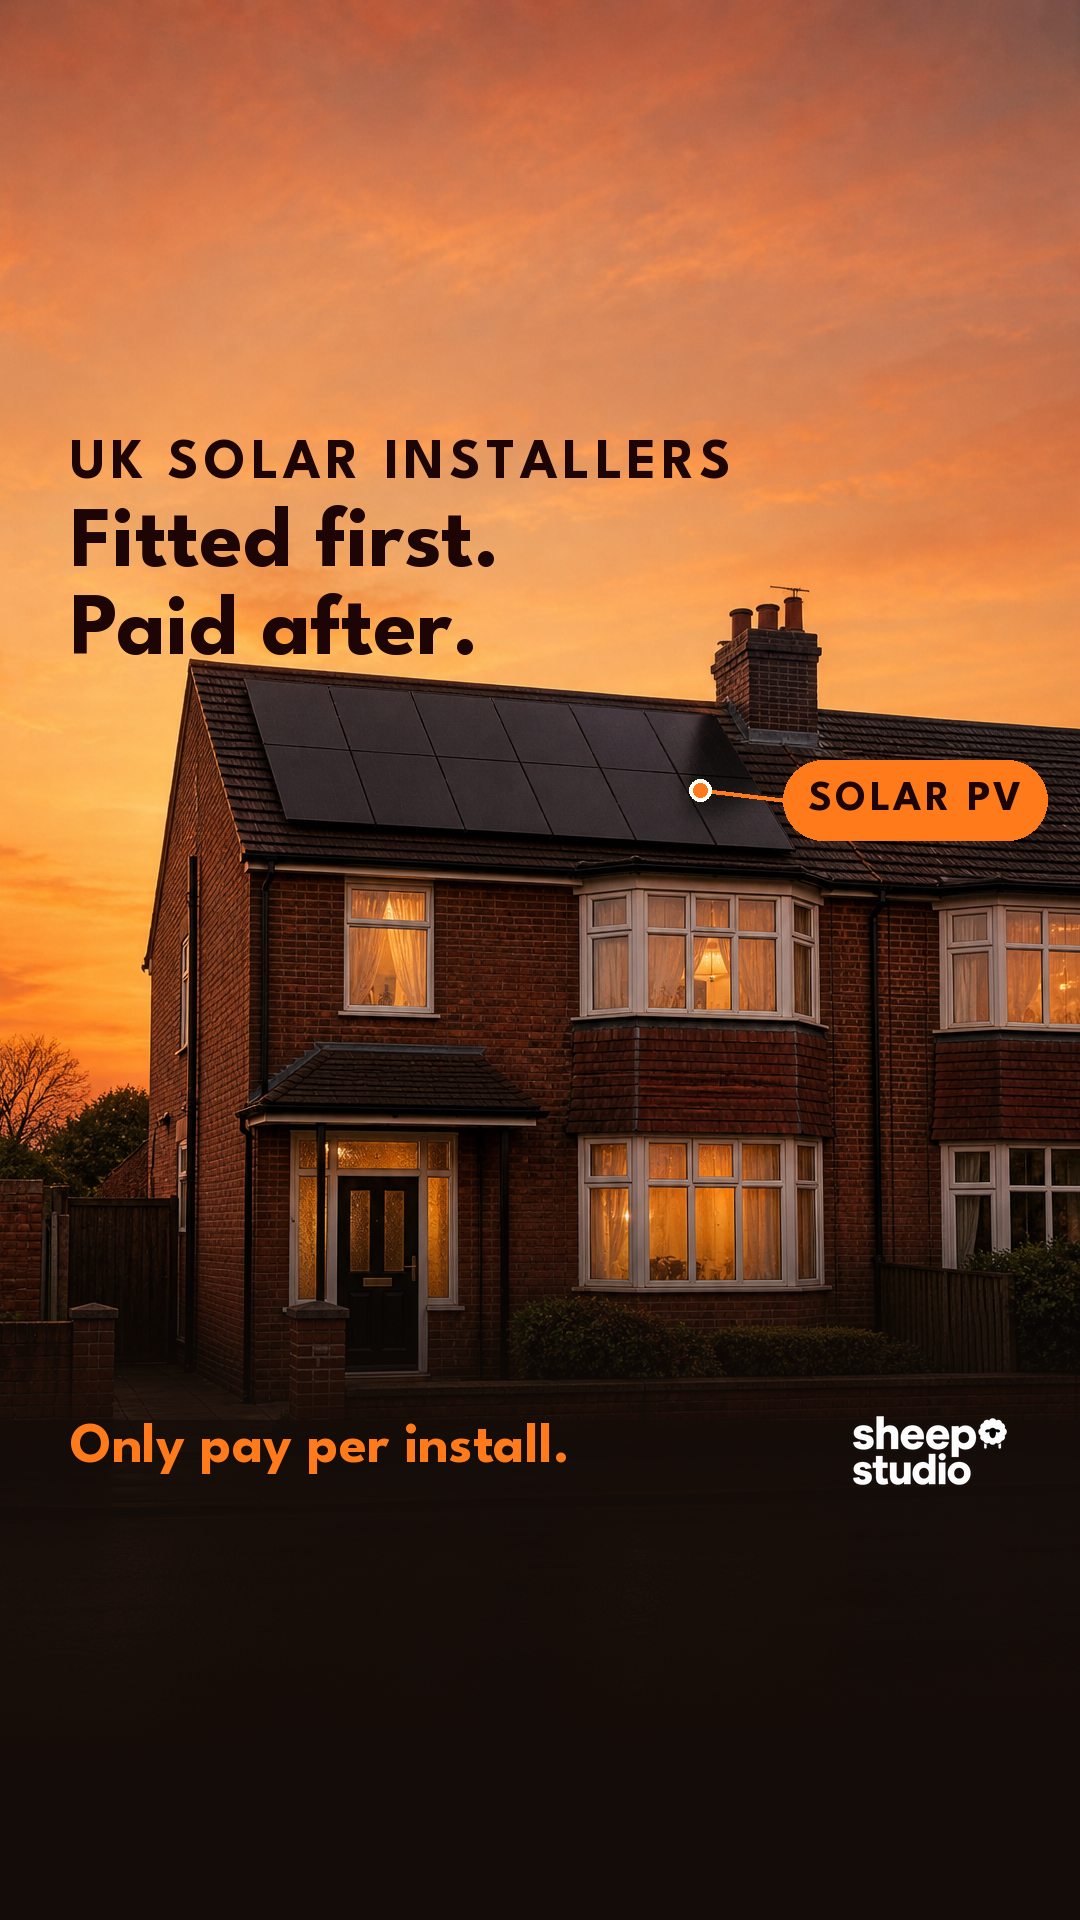 UK SOLAR INSTALLERS
Fitted first.
Paid after.
SOLAR PV
Only pay per install.
sheep
studio